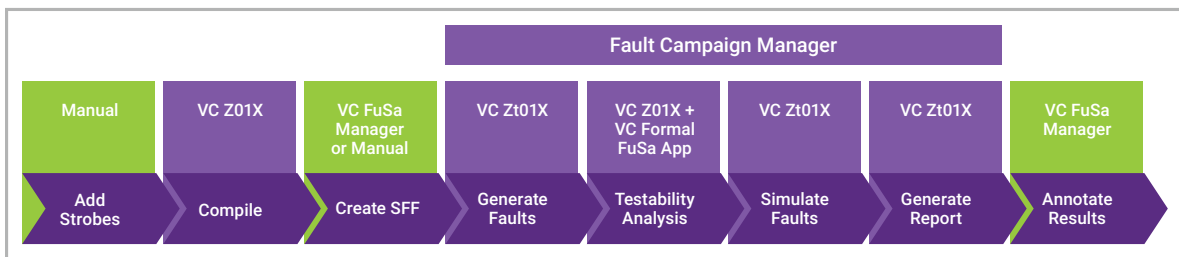 Fault Campaign Manager
Manual
VC Z01X
VC FuSa
Manager
or Manual
VC Zt01X
VC Z01X +
VC Formal
FuSa App
VC Zt01X
VC Zt01X
VC FuSa
Manager
Add
Strobes
Compile
Create SFF
Generate
Faults
Testability
Analysis
Simulate
Faults
Generate
Report
Annotate
Results